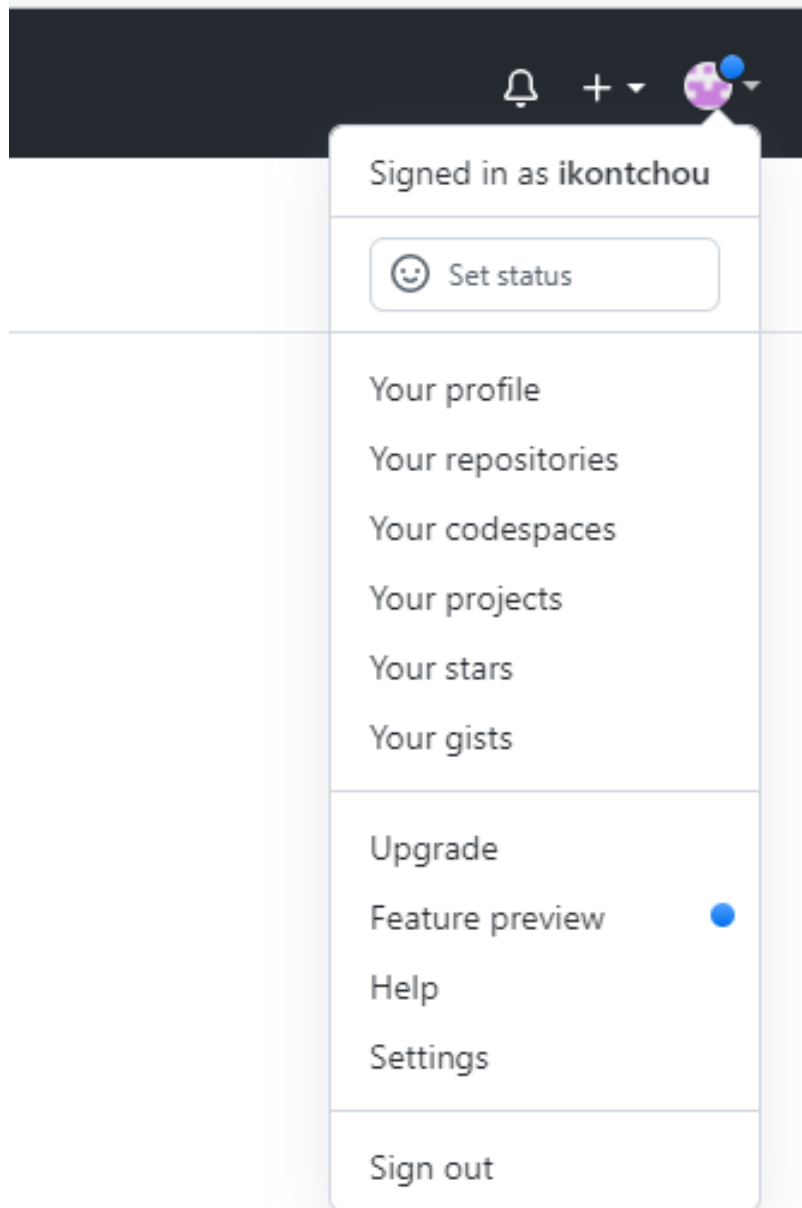 Signed in as ikontchou
Set status
Your profile
Your repositories
Your codespaces
Your projects
Your stars
Your gists
Upgrade
Feature preview
Help
Settings
Sign out